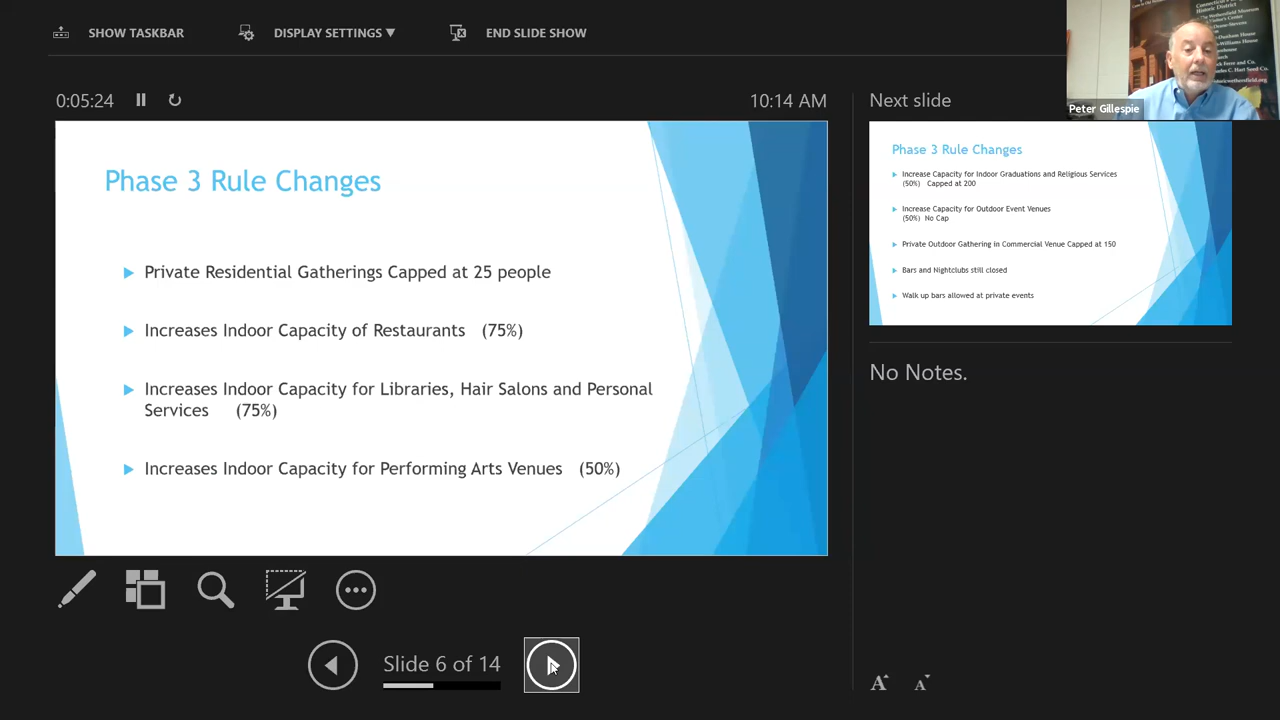 SHOW TASKBAR
DISPLAY SETTINGS ▼
END SLIDE SHOW
0:05:24
10:14 AM
Phase 3 Rule Changes
Private Residential Gatherings Capped at 25 people
Increases Indoor Capacity of Restaurants (75%)
Increases Indoor Capacity for Libraries, Hair Salons and Personal
Services (75%)
Increases Indoor Capacity for Performing Arts Venues (50%)
Slide 6 of 14
Next slide
Phase 3 Rule Changes
Increase Capacity for Indoor Graduations and Religious Services
(50%) Capped at 200
Increase Capacity for Outdoor Event Venues
(50%) No Cap
Private Outdoor Gathering in Commercial Venue Capped at 150
Bars and Nightclubs still closed
Walk up bars allowed at private events
No Notes.
A A
Peter Gillespie
Historic District
The Wethersfield Museum